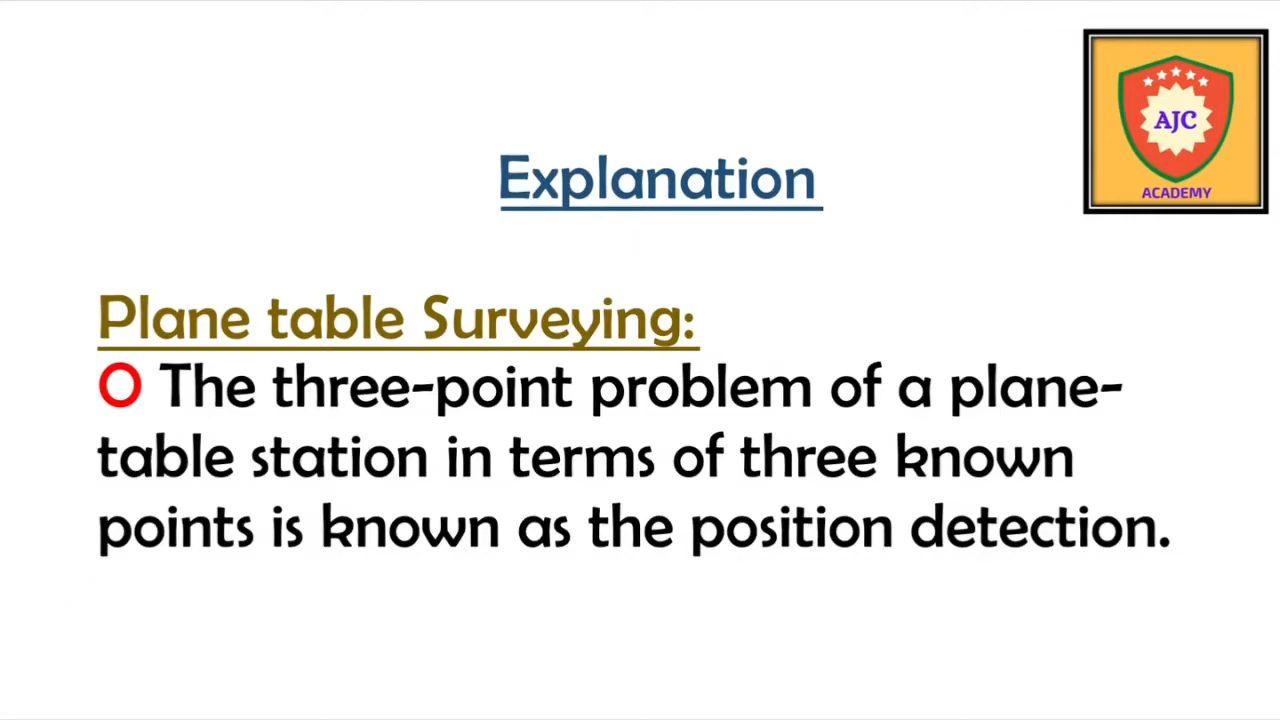 AJC
ACADEMY
Explanation
Plane table Surveying:
O The three-point problem of a plane-
table station in terms of three known
points is known as the position detection.